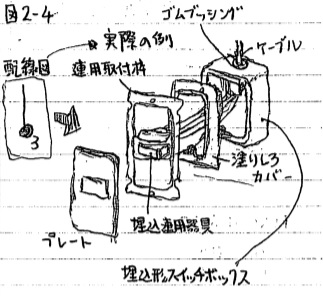 図2-4
ゴムブッシング
実際の例
ケーブル
配線図
連用取付枠
3
塗りしろ
カバー
埋込連用器具
プレート
埋込形スイッチボックス